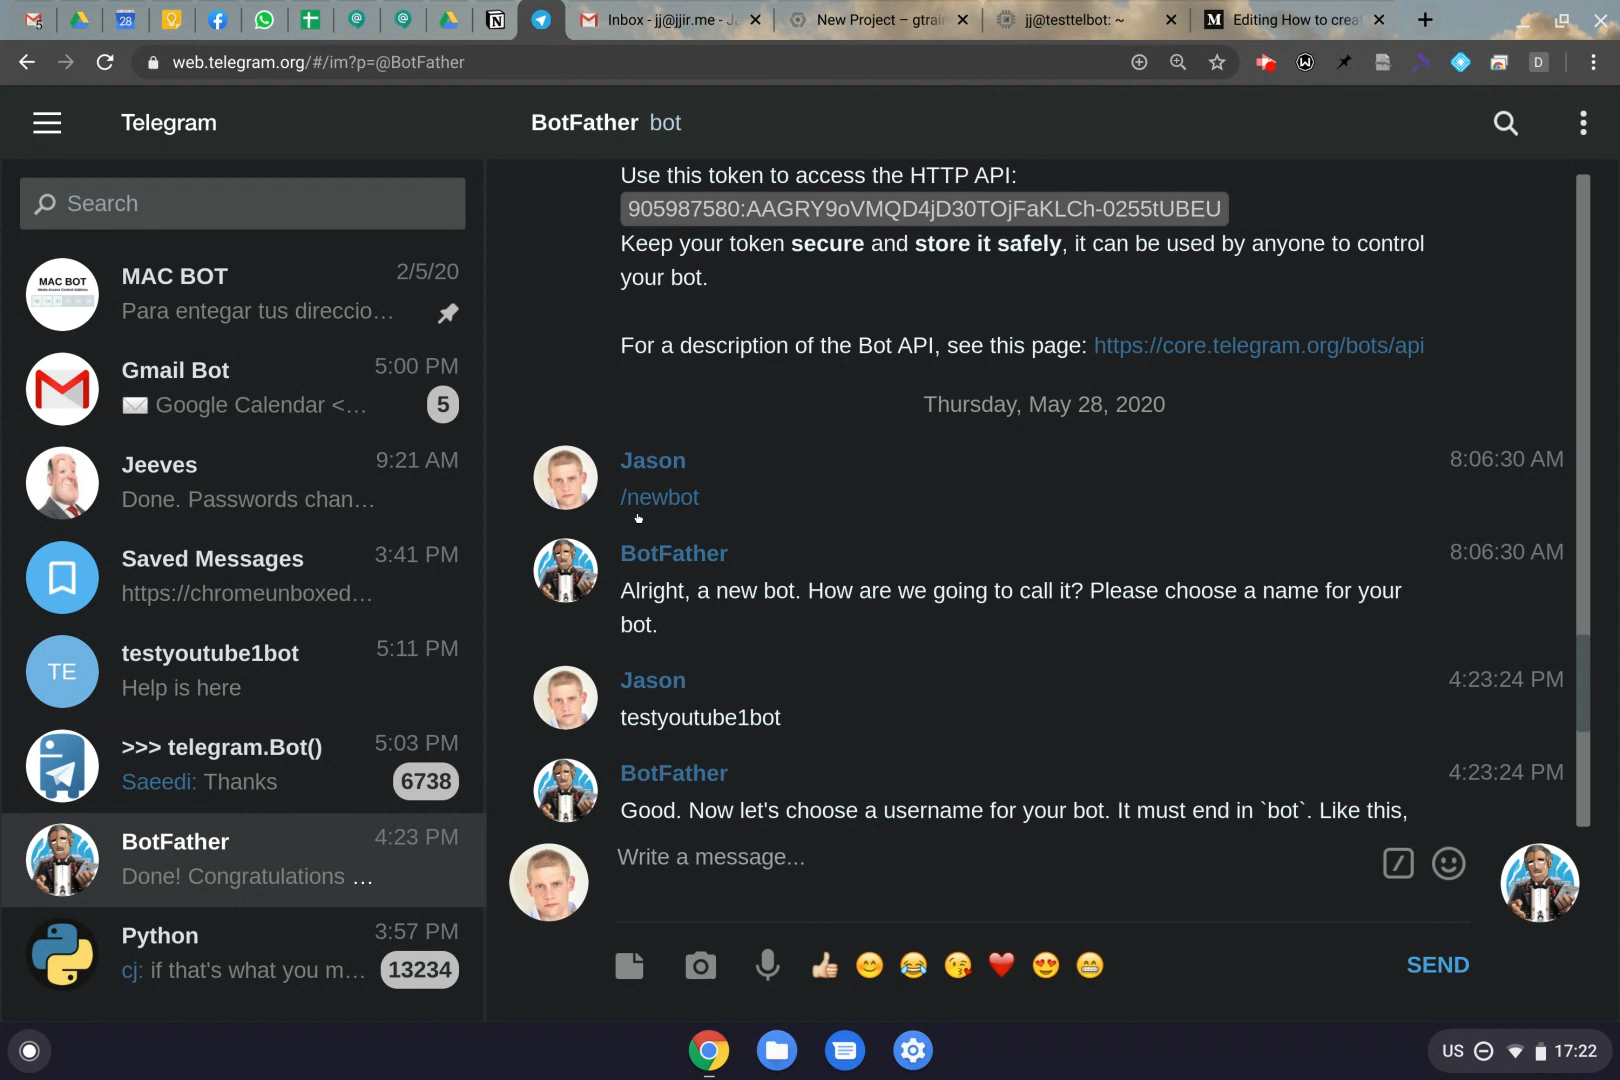 5
28
Inbox - jj@jjir.me - Ja
New Project – gtrain
jj@testtelbot: ~
M
Editing How to creat
web.telegram.org/#/im?p=@BotFather
D
Telegram
BotFather bot
Search
MAC BOT
MAC BOT
2/5/20
Para entegar tus direccio…
Gmail Bot
5:00 PM
Google Calendar <…
5
Jeeves
9:21 AM
Done. Passwords chan…
Saved Messages
3:41 PM
https://chromeunboxed…
TE
testyoutube1bot
5:11 PM
Help is here
>>> telegram.Bot()
5:03 PM
Saeedi: Thanks
6738
BotFather
4:23 PM
Done! Congratulations …
Python
3:57 PM
cj: if that's what you m…
13234
Use this token to access the HTTP API:
905987580:AAGRY9oVMQD4jD30TOjFaKLCh-0255tUBEU
Keep your token secure and store it safely, it can be used by anyone to control
your bot.
For a description of the Bot API, see this page: https://core.telegram.org/bots/api
Thursday, May 28, 2020
Jason
8:06:30 AM
/newbot
BotFather
8:06:30 AM
Alright, a new bot. How are we going to call it? Please choose a name for your
bot.
Jason
4:23:24 PM
testyoutube1bot
BotFather
4:23:24 PM
Good. Now let's choose a username for your bot. It must end in `bot`. Like this,
Write a message...
SEND
US
17:22